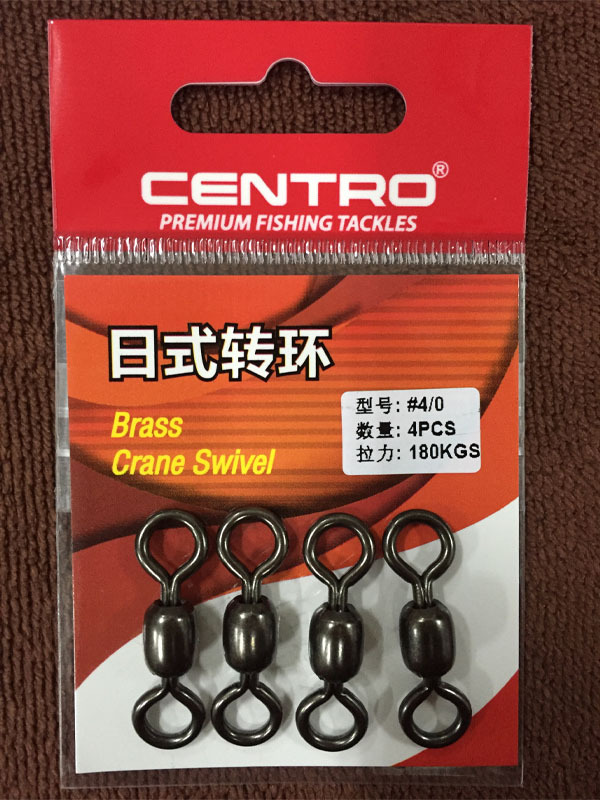 CENTRO®
PREMIUM FISHING TACKLES
日式转环
Brass
Crane Swivel
型号: #4/0
数量: 4PCS
拉力: 180KGS